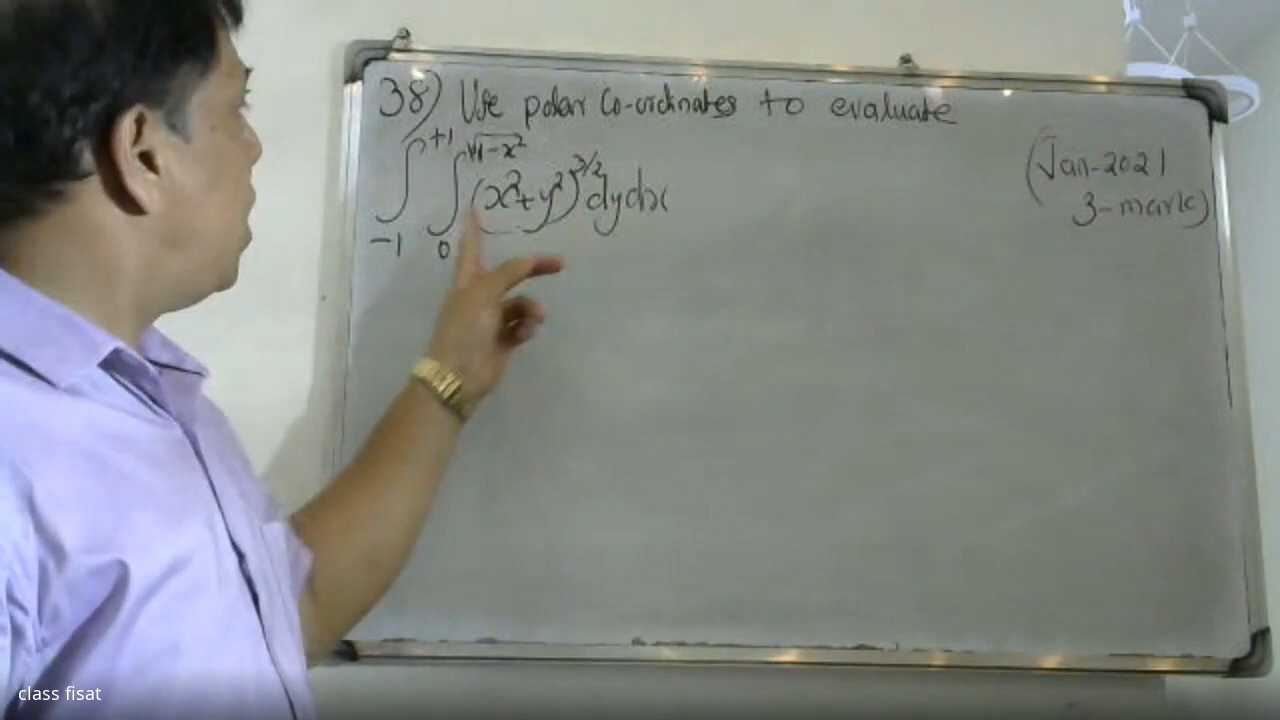 38) Use polar Co-ordinates to evaluate
∫₋₁⁺¹ ∫₀^√(1-x²) (x²+y²)^3/2 dydx
(Jan-2021
3-mark)
class fisat